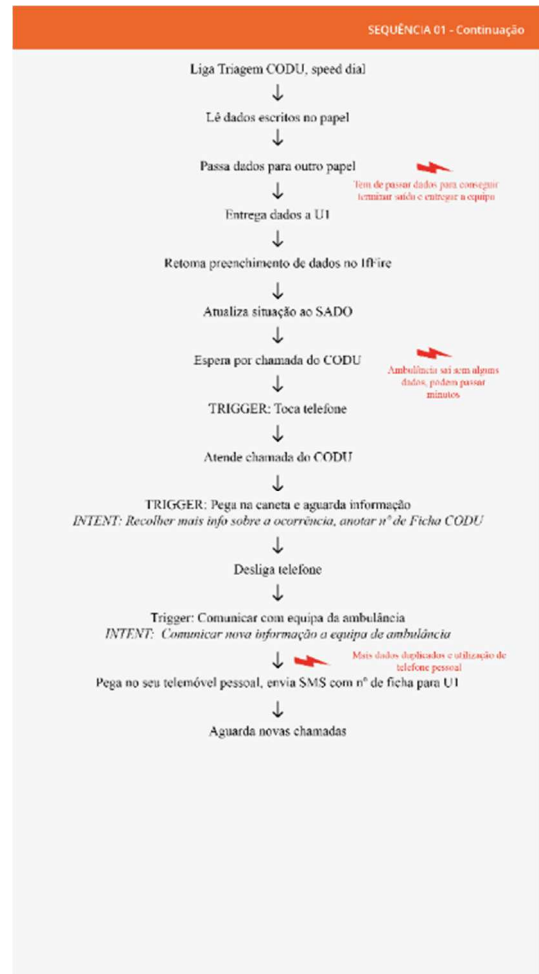 SEQUÊNCIA 01 - Continuação
Liga Triagem CODU, speed dial
↓
Lê dados escritos no papel
↓
Passa dados para outro papel
Tem de passar dados para conseguir
terminar saída e entregar a equipo
↓
Entrega dados a U1
↓
Retoma preenchimento de dados no IfFire
↓
Atualiza situação ao SADO
↓
Espera por chamada do CODU
Ambulância sai sem alguns
dados, podem passar
minutos
↓
TRIGGER: Toca telefone
↓
Atende chamada do CODU
↓
TRIGGER: Pega na caneta e aguarda informação
INTENT: Recolher mais info sobre a ocorrência, anotar nº de Ficha CODU
↓
Desliga telefone
↓
Trigger: Comunicar com equipa da ambulância
INTENT: Comunicar nova informação a equipa de ambulância
↓
Mais dados duplicados e utilização de
telefone pessoal
Pega no seu telemóvel pessoal, envia SMS com nº de ficha para U1
↓
Aguarda novas chamadas